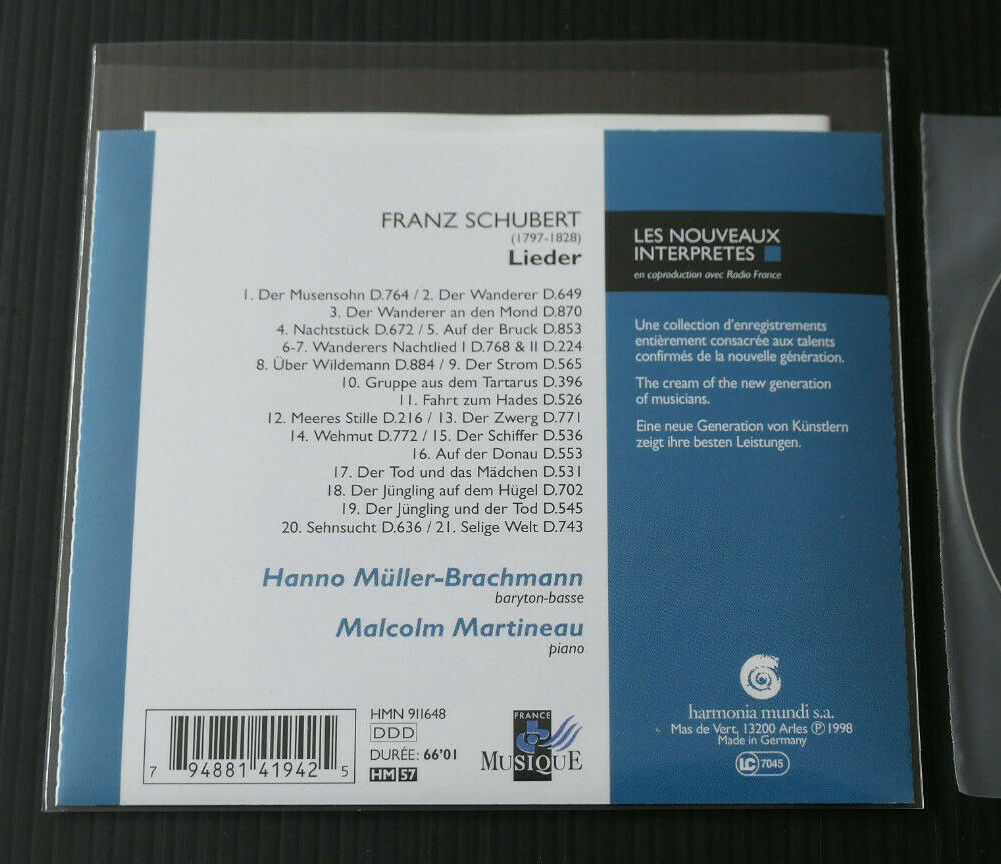 FRANZ SCHUBERT
(1797-1828)
Lieder
1. Der Musensohn D.764 / 2. Der Wanderer D.649
3. Der Wanderer an den Mond D.870
4. Nachtstück D.672 / 5. Auf der Bruck D.853
6-7. Wanderers Nachtlied I D.768 & II D.224
8. Über Wildemann D.884 / 9. Der Strom D.565
10. Gruppe aus dem Tartarus D.396
11. Fahrt zum Hades D.526
12. Meeres Stille D.216 / 13. Der Zwerg D.771
14. Wehmut D.772 / 15. Der Schiffer D.536
16. Auf der Donau D.553
17. Der Tod und das Mädchen D.531
18. Der Jüngling auf dem Hügel D.702
19. Der Jüngling und der Tod D.545
20. Sehnsucht D.636 / 21. Selige Welt D.743
Hanno Müller-Brachmann
baryton-basse
Malcolm Martineau
piano
7 94881 41942 5
HMN 911648
DDD
DURÉE: 66'01
HM 57
FRANCE
MUSIQUE
LES NOUVEAUX
INTERPRETES
en coproduction avec Radio France
Une collection d'enregistrements
entièrement consacrée aux talents
confirmés de la nouvelle génération.
The cream of the new generation
of musicians.
Eine neue Generation von Künstlern
zeigt ihre besten Leistungen.
harmonia mundi s.a.
Mas de Vert, 13200 Arles Ⓟ1998
Made in Germany
LC 7045